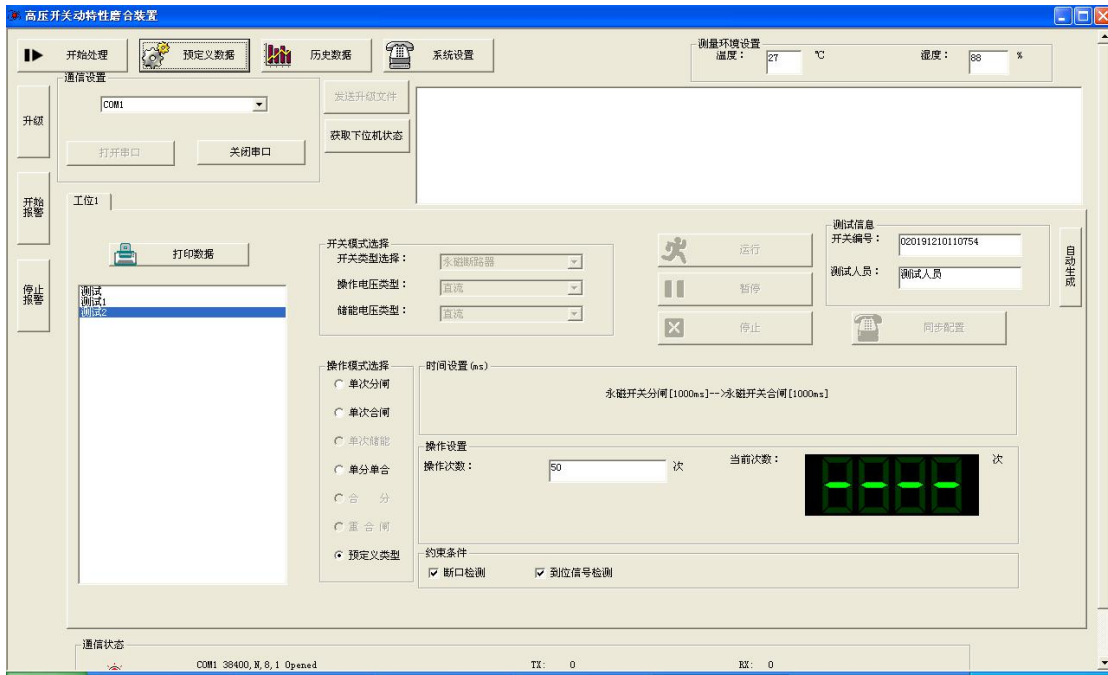 高压开关动特性磨合装置
开始处理
预定义数据
历史数据
系统设置
测量环境设置
温度： 27 ℃ 湿度： 88 %
通信设置
COM1
打开串口
关闭串口
发送升级文件
获取下位机状态
升级
开始报警
停止报警
工位1
打印数据
测试
测试1
测试2
开关模式选择
开关类型选择： 永磁断路器
操作电压类型： 直流
储能电压类型： 直流
运行
暂停
停止
测试信息
开关编号： 020191210110754
测试人员： 测试人员
自动生成
同步配置
操作模式选择
单次分闸
单次合闸
单次储能
单分单合
合 分
重合闸
预定义类型
时间设置(ms)
永磁开关分闸[1000ms]-->永磁开关合闸[1000ms]
操作设置
操作次数： 50 次 当前次数： ---- 次
约束条件
断口检测 到位信号检测
通信状态
COM1 38400,N,8,1 Opened TX: 0 RX: 0